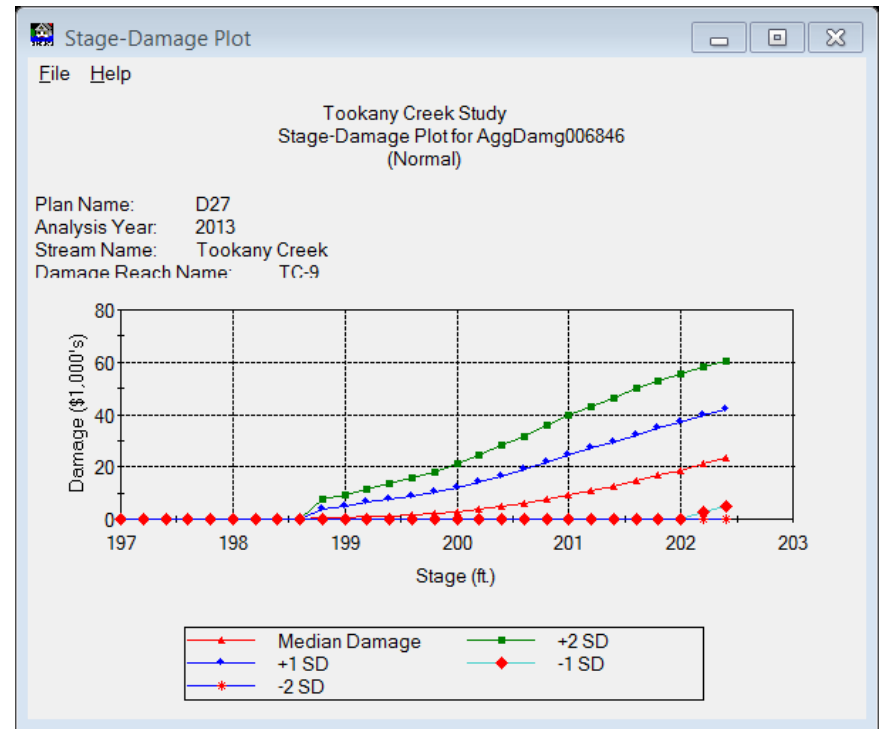 Stage-Damage Plot
File Help
Tookany Creek Study
Stage-Damage Plot for AggDamg006846
(Normal)
Plan Name: D27
Analysis Year: 2013
Stream Name: Tookany Creek
Damage Reach Name: TC-9
80
60
40
20
0
Damage ($1,000's)
197 198 199 200 201 202 203
Stage (ft.)
Median Damage +2 SD
+1 SD -1 SD
-2 SD